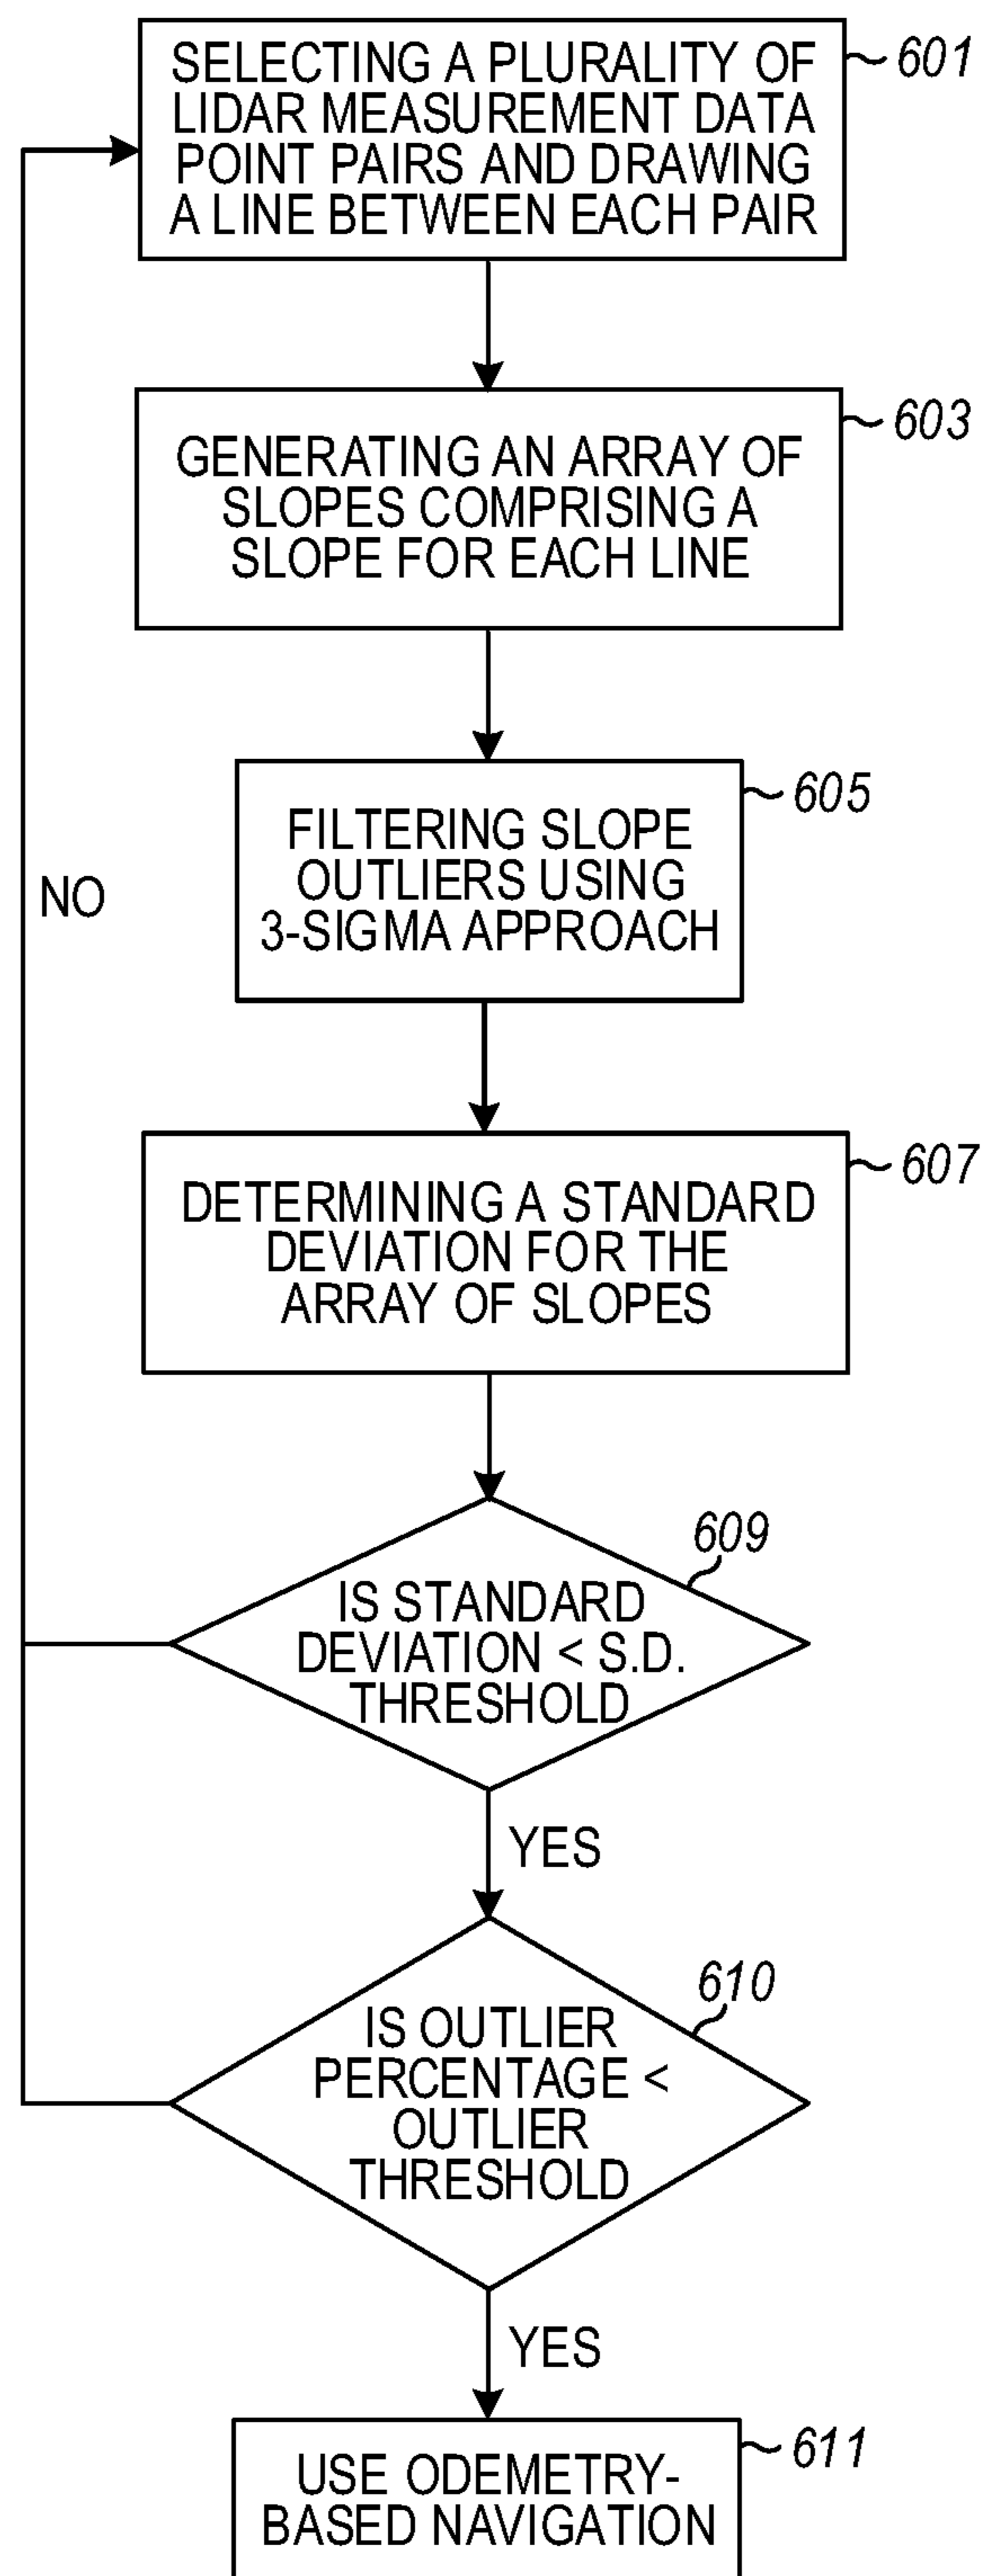 SELECTING A PLURALITY OF
LIDAR MEASUREMENT DATA
POINT PAIRS AND DRAWING
A LINE BETWEEN EACH PAIR
601
GENERATING AN ARRAY OF
SLOPES COMPRISING A
SLOPE FOR EACH LINE
603
FILTERING SLOPE
OUTLIERS USING
3-SIGMA APPROACH
605
NO
DETERMINING A STANDARD
DEVIATION FOR THE
ARRAY OF SLOPES
607
IS STANDARD
DEVIATION < S.D.
THRESHOLD
609
YES
IS OUTLIER
PERCENTAGE <
OUTLIER
THRESHOLD
610
YES
USE ODEMETRY-
BASED NAVIGATION
611